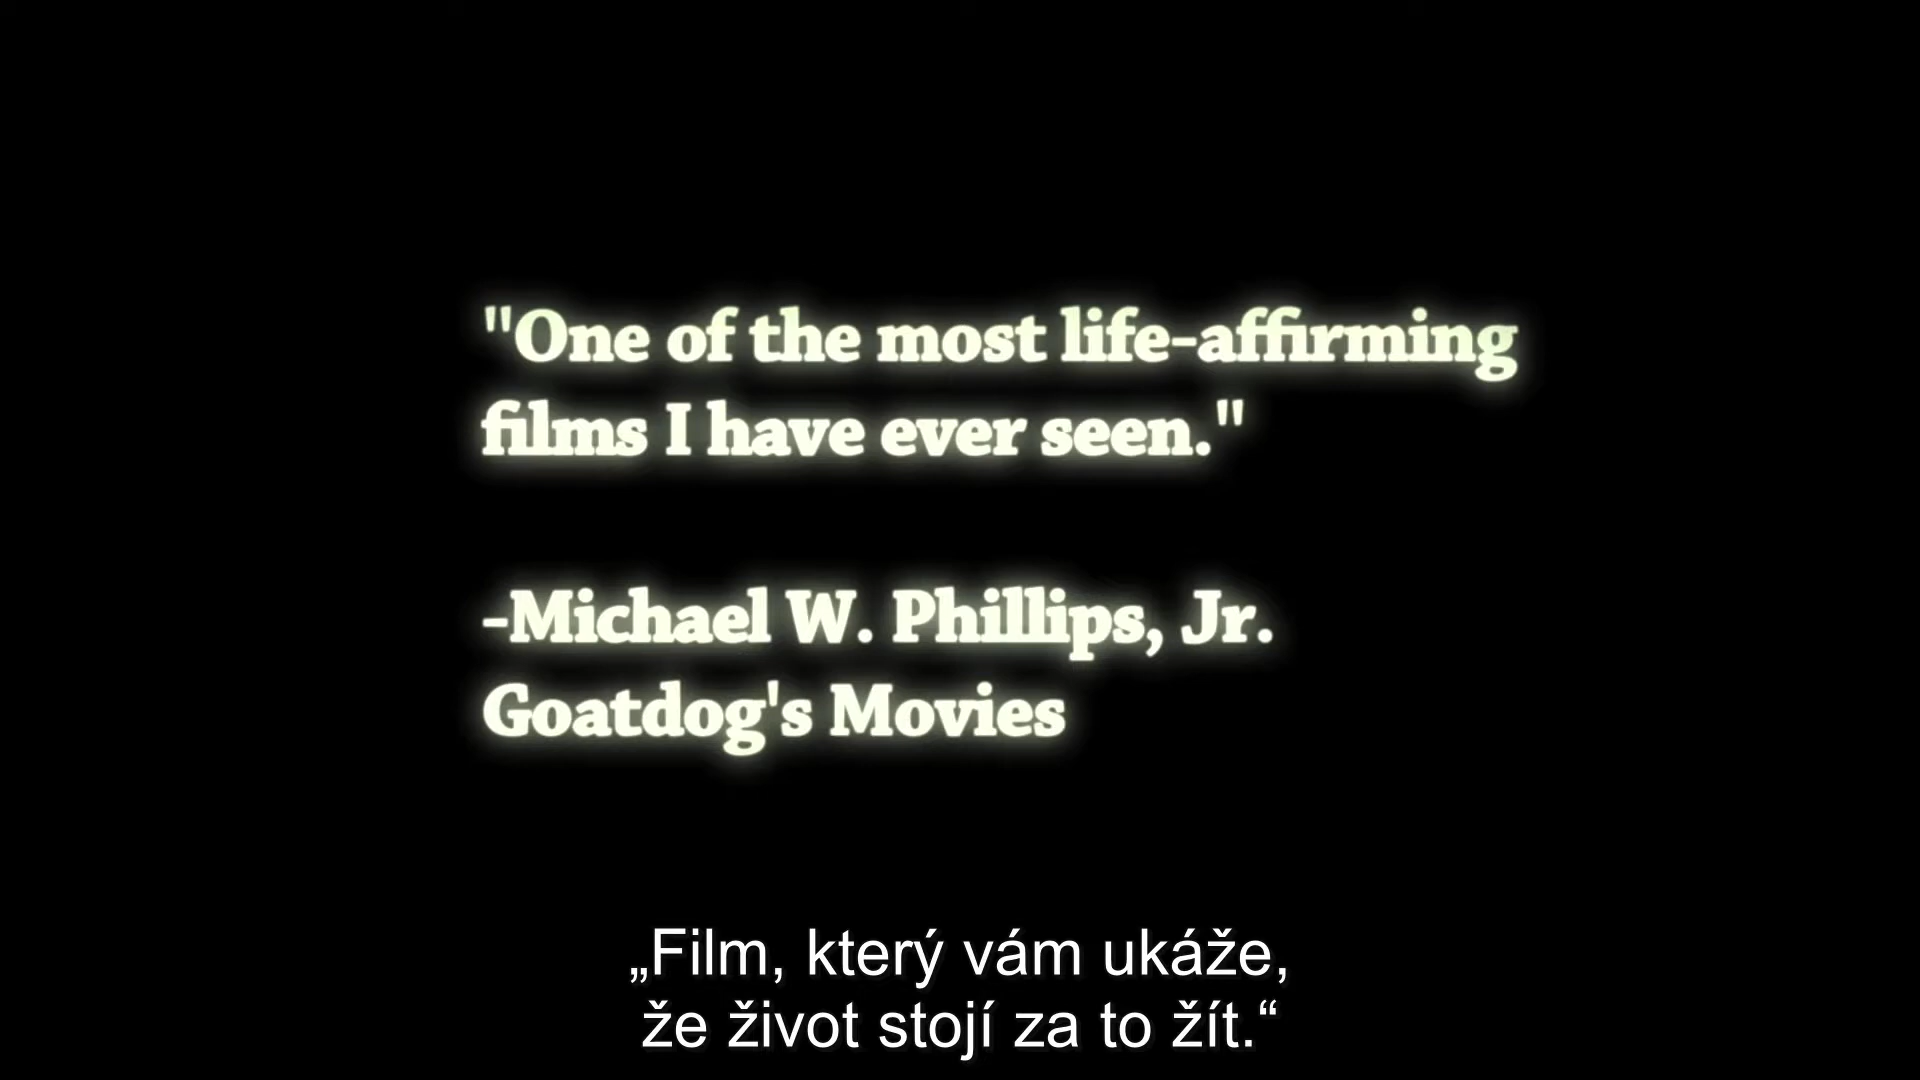 "One of the most life-affirming
films I have ever seen."
-Michael W. Phillips, Jr.
Goatdog's Movies
„Film, který vám ukáže,
že život stojí za to žít.“